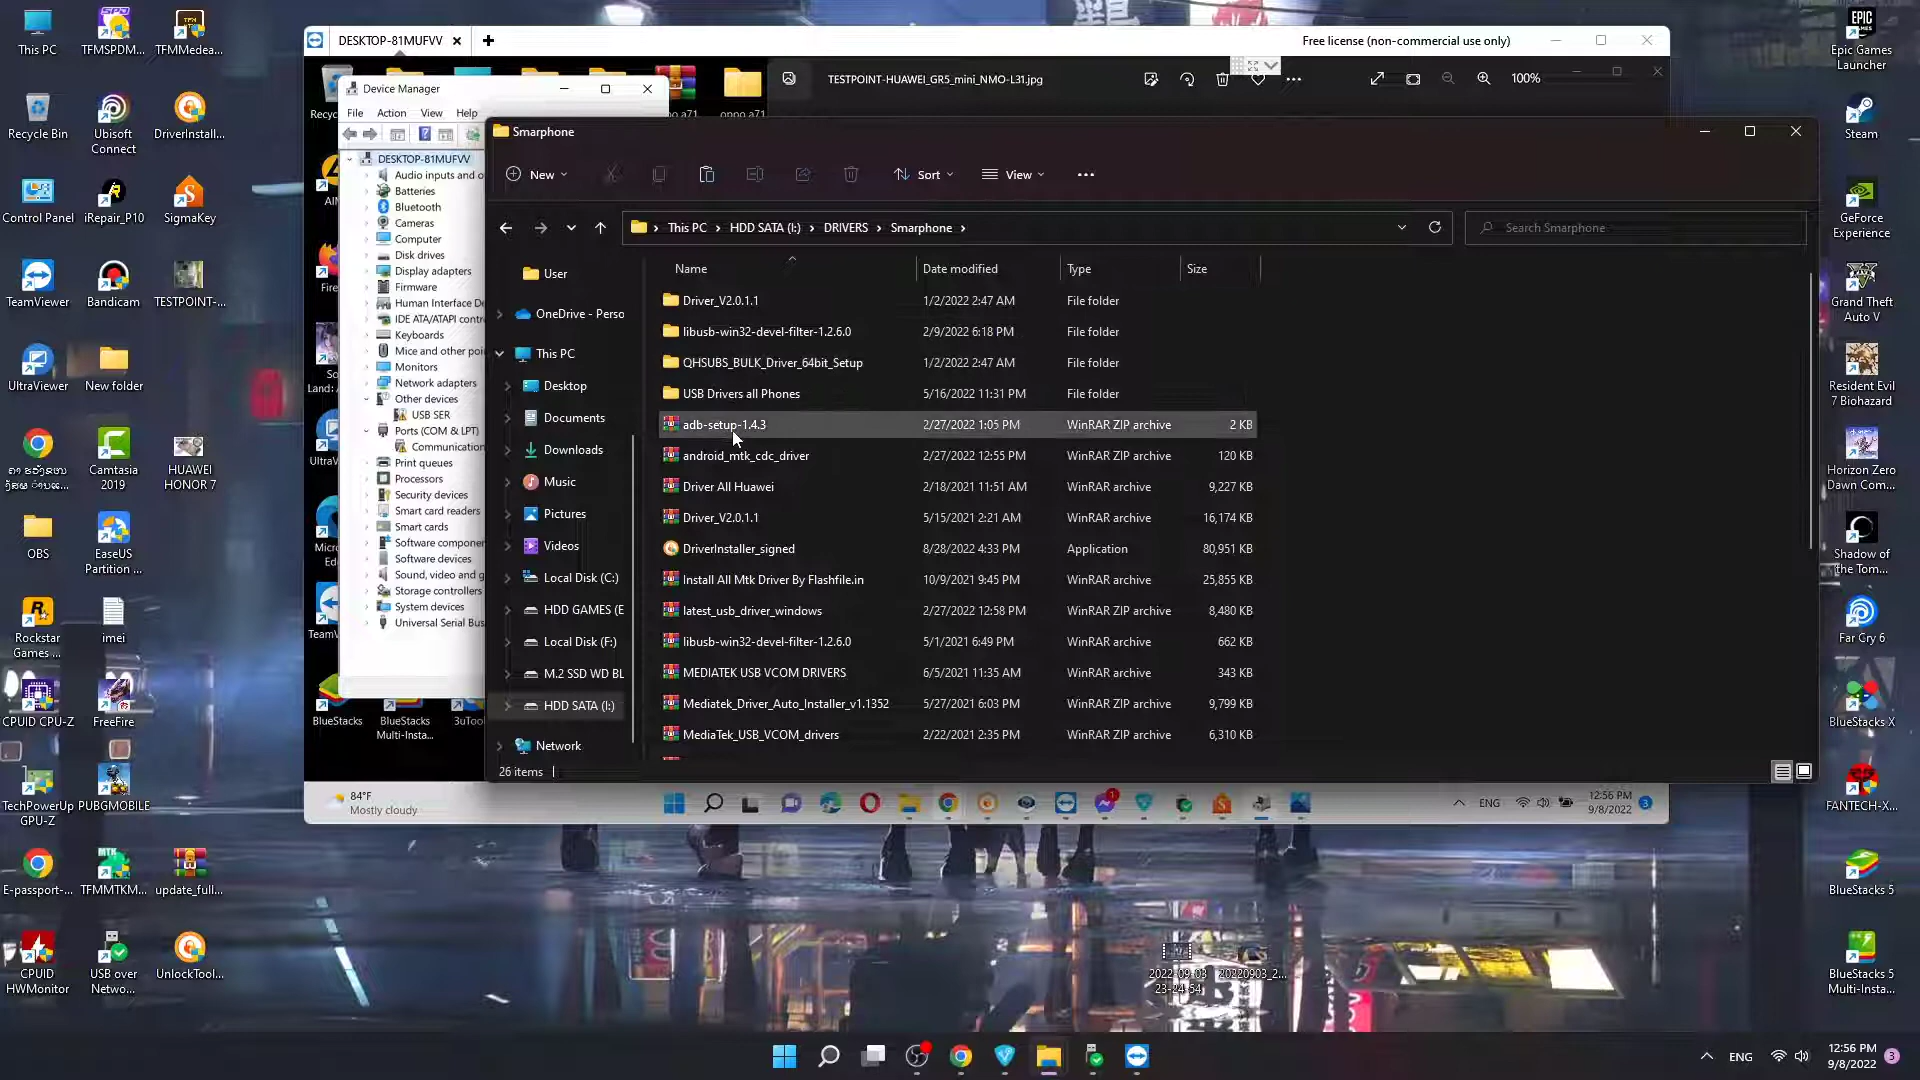 This PC
TFMSPDM...
TFMMedea...
Recycle Bin
Ubisoft
Connect
DriverInstall...
Control Panel
iRepair_P10
SigmaKey
TeamViewer
Bandicam
TESTPOINT-...
UltraViewer
New folder
Camtasia
2019
HUAWEI
HONOR 7
OBS
EaseUS
Partition ...
Rockstar
Games ...
imei
CPUID CPU-Z
FreeFire
TechPowerUp
GPU-Z
PUBGMOBILE
E-passport-...
TFMMTKM...
update_full...
CPUID
HWMonitor
USB over
Netwo...
UnlockTool...
DESKTOP-81MUFVV
Free license (non-commercial use only)
TESTPOINT-HUAWEI_GR5_mini_NMO-L31.jpg
100%
Device Manager
File
Action
View
Help
DESKTOP-81MUFVV
Audio inputs and o
Batteries
Bluetooth
Cameras
Computer
Disk drives
Display adapters
Firmware
Human Interface De
IDE ATA/ATAPI contr
Keyboards
Mice and other poi
Monitors
Network adapters
Other devices
USB SER
Ports (COM & LPT)
Communication
Print queues
Processors
Security devices
Smart card readers
Smart cards
Software componen
Software devices
Sound, video and g
Storage controllers
System devices
Universal Serial Bus
BlueStacks
BlueStacks
Multi-Insta...
3uTool
Smarphone
New
Sort
View
This PC
HDD SATA (I:)
DRIVERS
Smarphone
Search Smarphone
User
OneDrive - Perso
This PC
Desktop
Documents
Downloads
Music
Pictures
Videos
Local Disk (C:)
HDD GAMES (E
Local Disk (F:)
M.2 SSD WD BL
HDD SATA (I:)
Network
Name
Date modified
Type
Size
Driver_V2.0.1.1 1/2/2022 2:47 AM File folder
libusb-win32-devel-filter-1.2.6.0 2/9/2022 6:18 PM File folder
QHSUBS_BULK_Driver_64bit_Setup 1/2/2022 2:47 AM File folder
USB Drivers all Phones 5/16/2022 11:31 PM File folder
adb-setup-1.4.3 2/27/2022 1:05 PM WinRAR ZIP archive 2 KB
android_mtk_cdc_driver 2/27/2022 12:55 PM WinRAR ZIP archive 120 KB
Driver All Huawei 2/18/2021 11:51 AM WinRAR archive 9,227 KB
Driver_V2.0.1.1 5/15/2021 2:21 AM WinRAR archive 16,174 KB
DriverInstaller_signed 8/28/2022 4:33 PM Application 80,951 KB
Install All Mtk Driver By Flashfile.in 10/9/2021 9:45 PM WinRAR archive 25,855 KB
latest_usb_driver_windows 2/27/2022 12:58 PM WinRAR ZIP archive 8,480 KB
libusb-win32-devel-filter-1.2.6.0 5/1/2021 6:49 PM WinRAR archive 662 KB
MEDIATEK USB VCOM DRIVERS 6/5/2021 11:35 AM WinRAR archive 343 KB
Mediatek_Driver_Auto_Installer_v1.1352 5/27/2021 6:03 PM WinRAR ZIP archive 9,799 KB
MediaTek_USB_VCOM_drivers 2/22/2021 2:35 PM WinRAR ZIP archive 6,310 KB
26 items
84°F
Mostly cloudy
ENG
12:56 PM
9/8/2022
3
Epic Games
Launcher
Steam
GeForce
Experience
Grand Theft
Auto V
Resident Evil
7 Biohazard
Horizon Zero
Dawn Com...
Shadow of
the Tom...
Far Cry 6
BlueStacks X
FANTECH-X...
BlueStacks 5
BlueStacks 5
Multi-Insta...
2022-09-03
23-24-54
20220903_2...
ENG
12:56 PM
9/8/2022
3